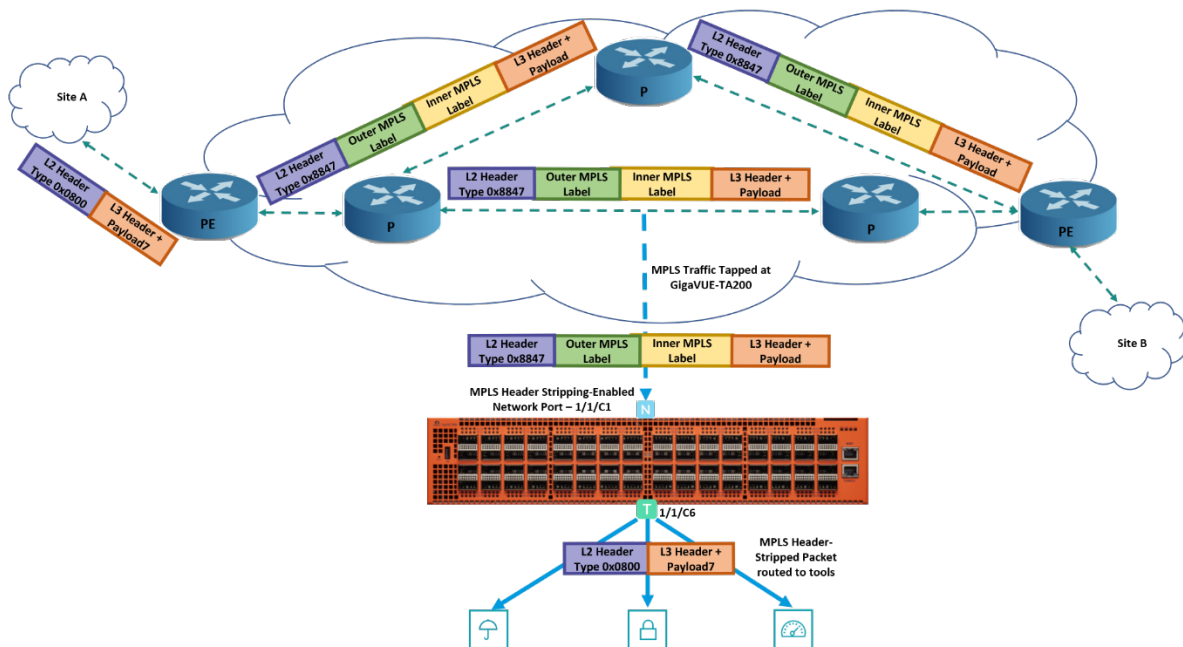 L2 Header
Type 0x8847
Outer MPLS
Label
Inner MPLS
Label
L3 Header +
Payload
P
L2 Header
Type 0x8847
Outer MPLS
Label
Inner MPLS
Label
L3 Header +
Payload
Site A
L2 Header
Type 0x0800
L3 Header +
Payload7
PE
P
L2 Header
Type 0x8847
Outer MPLS
Label
Inner MPLS
Label
L3 Header +
Payload
P
PE
MPLS Traffic Tapped at
GigaVUE-TA200
Site B
L2 Header
Type 0x8847
Outer MPLS
Label
Inner MPLS
Label
L3 Header +
Payload
MPLS Header Stripping-Enabled
Network Port – 1/1/C1
N
T
1/1/C6
L2 Header
Type 0x0800
L3 Header +
Payload7
MPLS Header-
Stripped Packet
routed to tools